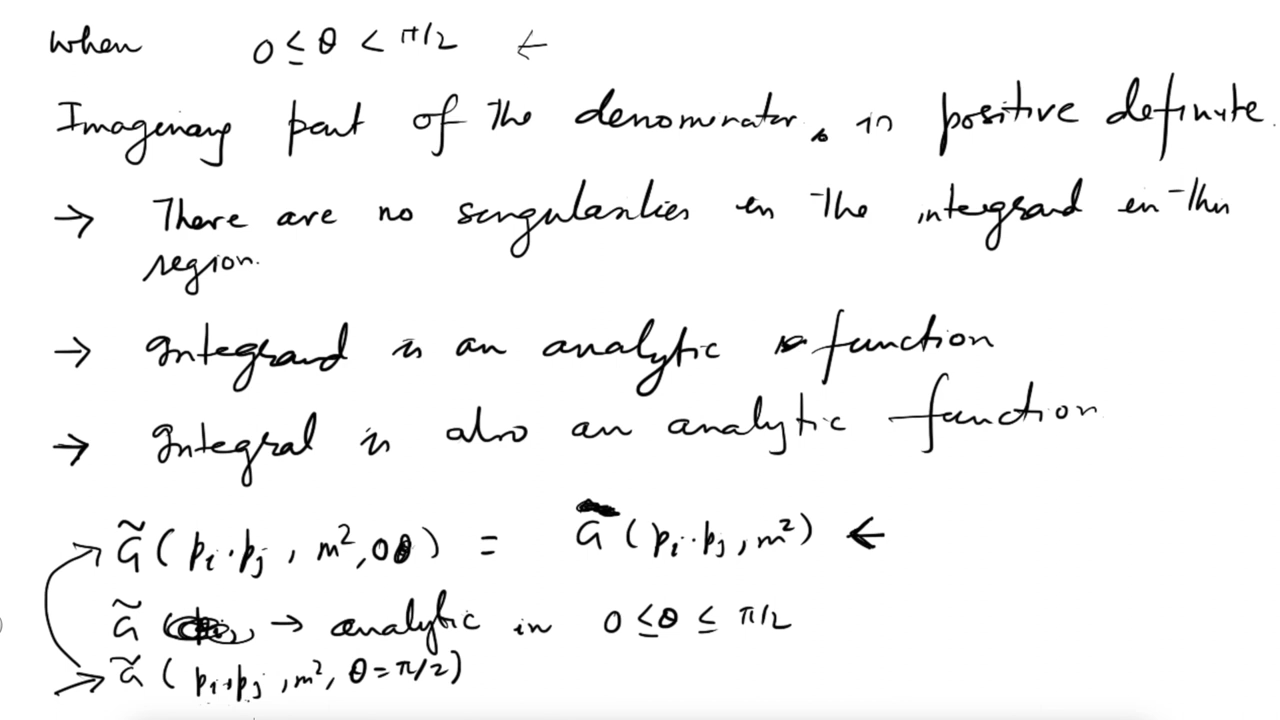 When 0 ≤ θ < π/2 ←
Imaginary part of the denominator is positive definite.
→ There are no singularities in the integrand in this
region.
→ Integrand is an analytic function
→ Integral is also an analytic function
→ G̃ (pᵢ·pⱼ, m², 0) = G (pᵢ·pⱼ, m²) ←
G̃ → analytic in 0 ≤ θ ≤ π/2
→ G̃ (pᵢ·pⱼ, m², θ = π/2)